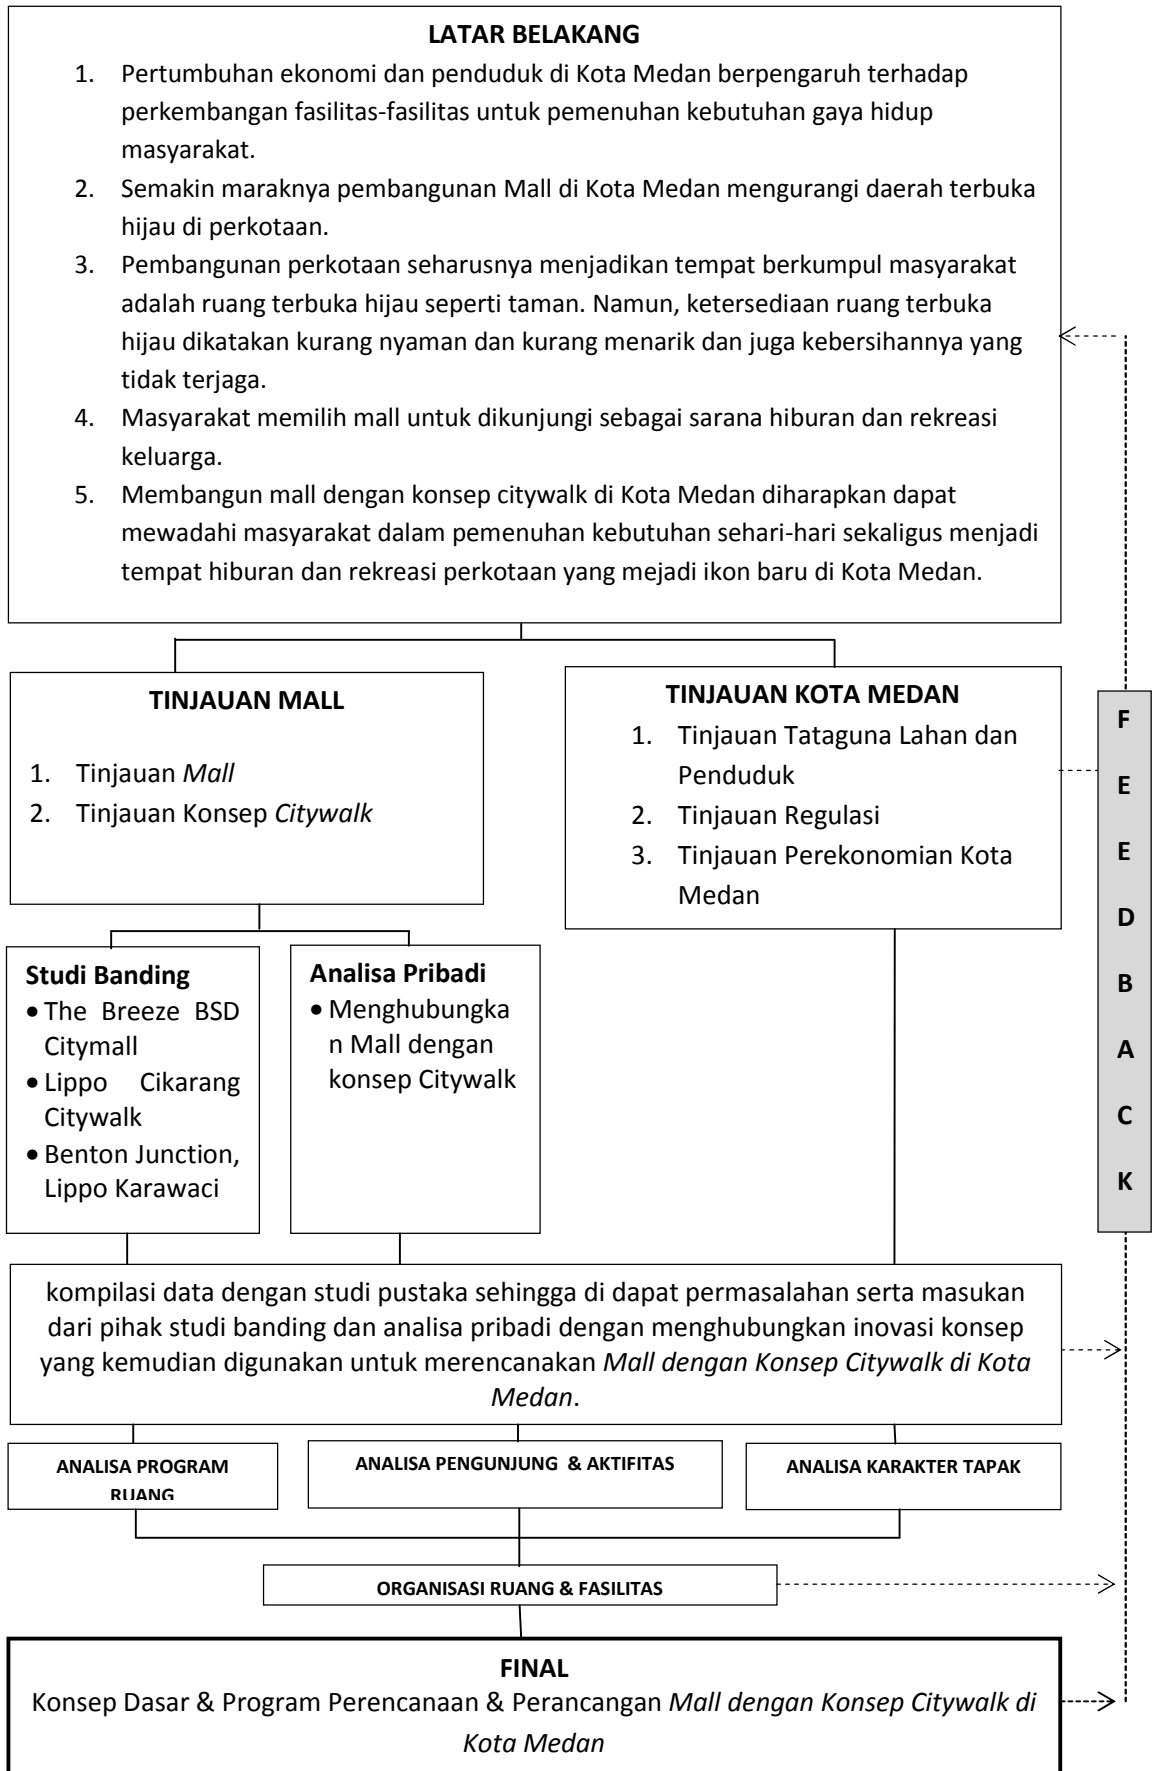 LATAR BELAKANG
1. Pertumbuhan ekonomi dan penduduk di Kota Medan berpengaruh terhadap
perkembangan fasilitas-fasilitas untuk pemenuhan kebutuhan gaya hidup
masyarakat.
2. Semakin maraknya pembangunan Mall di Kota Medan mengurangi daerah terbuka
hijau di perkotaan.
3. Pembangunan perkotaan seharusnya menjadikan tempat berkumpul masyarakat
adalah ruang terbuka hijau seperti taman. Namun, ketersediaan ruang terbuka
hijau dikatakan kurang nyaman dan kurang menarik dan juga kebersihannya yang
tidak terjaga.
4. Masyarakat memilih mall untuk dikunjungi sebagai sarana hiburan dan rekreasi
keluarga.
5. Membangun mall dengan konsep citywalk di Kota Medan diharapkan dapat
mewadahi masyarakat dalam pemenuhan kebutuhan sehari-hari sekaligus menjadi
tempat hiburan dan rekreasi perkotaan yang mejadi ikon baru di Kota Medan.
TINJAUAN MALL
1. Tinjauan Mall
2. Tinjauan Konsep Citywalk
TINJAUAN KOTA MEDAN
1. Tinjauan Tataguna Lahan dan
Penduduk
2. Tinjauan Regulasi
3. Tinjauan Perekonomian Kota
Medan
F
E
E
D
B
A
C
K
Studi Banding
• The Breeze BSD
Citymall
• Lippo Cikarang
Citywalk
• Benton Junction,
Lippo Karawaci
Analisa Pribadi
• Menghubungka
n Mall dengan
konsep Citywalk
kompilasi data dengan studi pustaka sehingga di dapat permasalahan serta masukan
dari pihak studi banding dan analisa pribadi dengan menghubungkan inovasi konsep
yang kemudian digunakan untuk merencanakan Mall dengan Konsep Citywalk di Kota
Medan.
ANALISA PROGRAM
RUANG
ANALISA PENGUNJUNG & AKTIFITAS
ANALISA KARAKTER TAPAK
ORGANISASI RUANG & FASILITAS
FINAL
Konsep Dasar & Program Perencanaan & Perancangan Mall dengan Konsep Citywalk di
Kota Medan